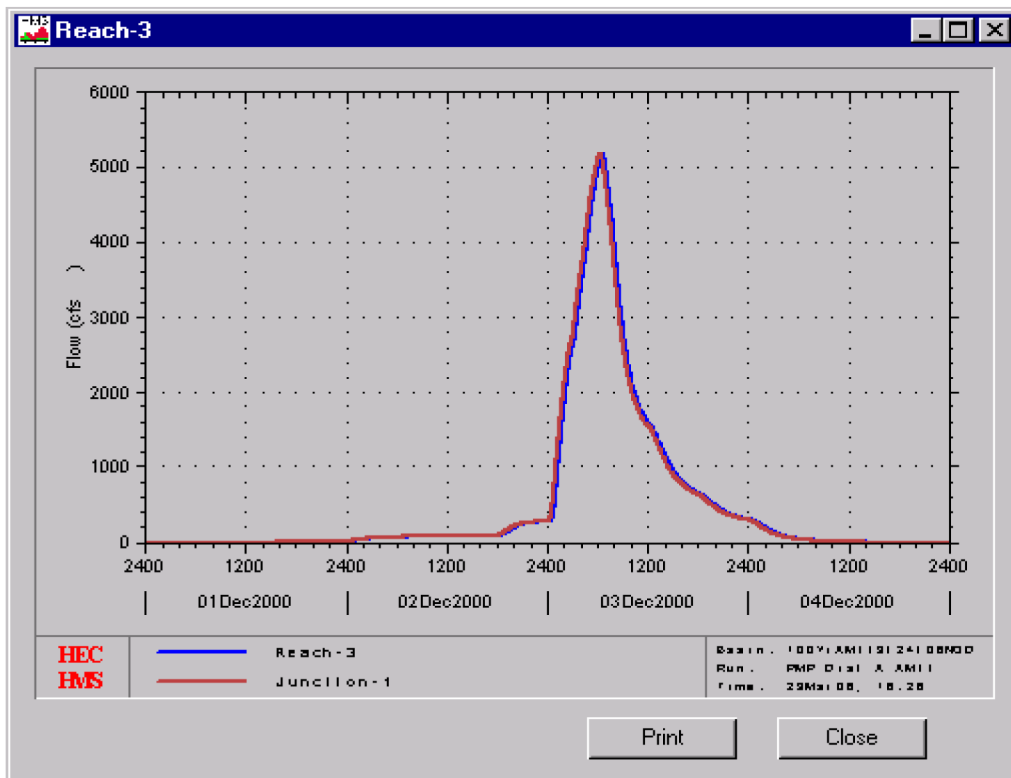 Reach-3
6000
5000
4000
3000
2000
1000
0
Flow (cfs )
2400 1200 2400 1200 2400 1200 2400 1200 2400
01Dec2000 02Dec2000 03Dec2000 04Dec2000
HEC
HMS
Reach-3
Junction-1
Basin.
Run. PMP
Time.
Print Close